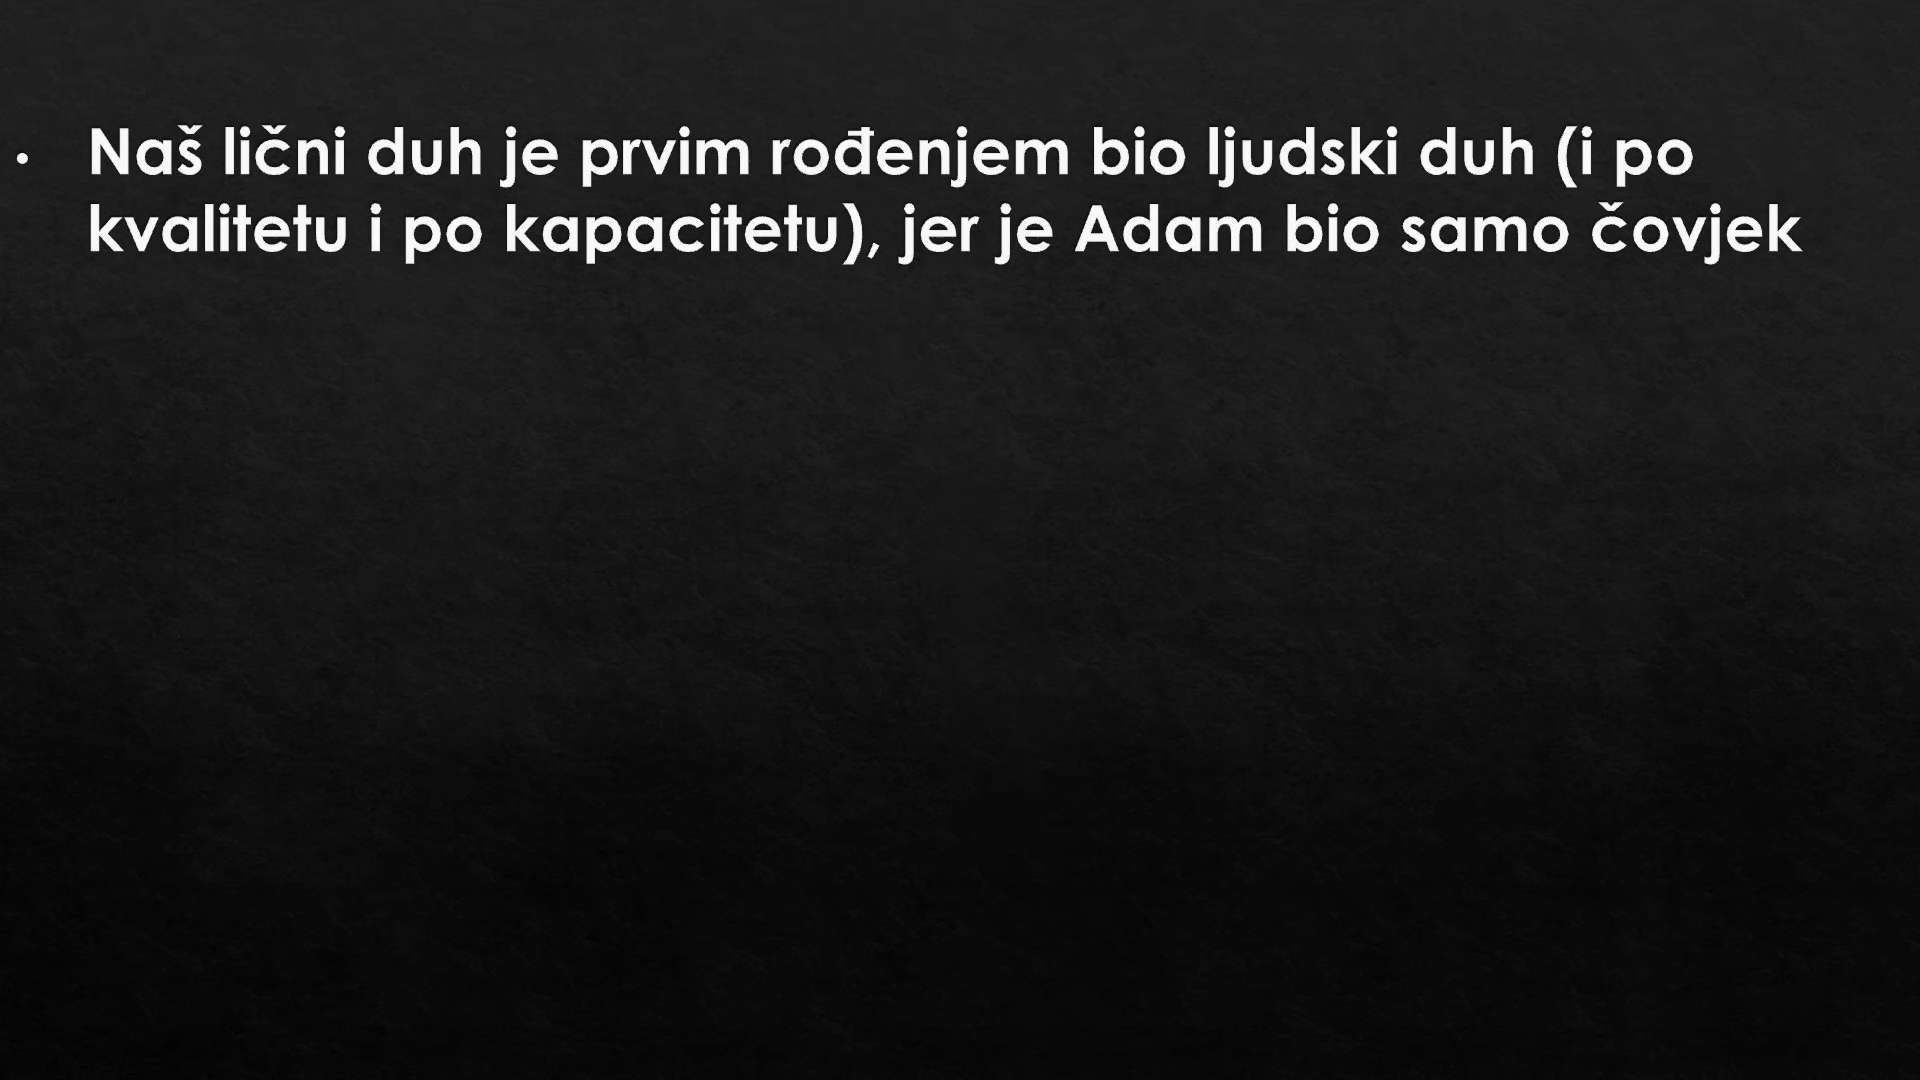 • Naš lični duh je prvim rođenjem bio ljudski duh (i po
kvalitetu i po kapacitetu), jer je Adam bio samo čovjek